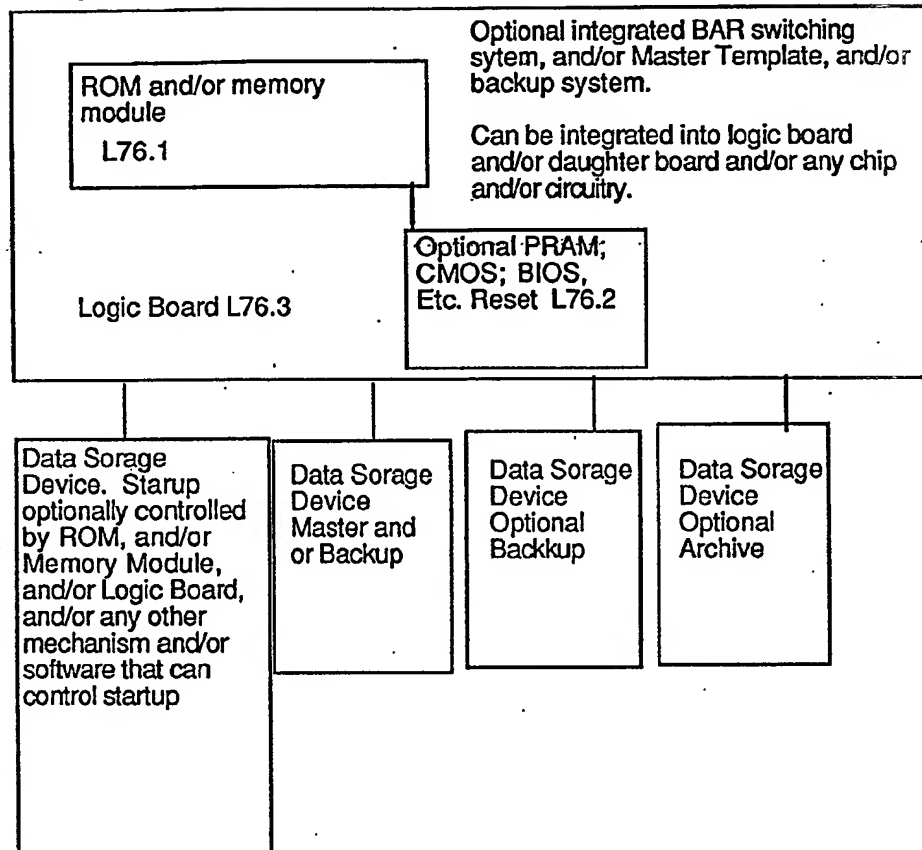 Optional integrated BAR switching
sytem, and/or Master Template, and/or
backup system.
Can be integrated into logic board
and/or daughter board and/or any chip
and/or circuitry.
ROM and/or memory
module
L76.1
Optional PRAM;
CMOS; BIOS,
Etc. Reset L76.2
Logic Board L76.3
Data Sorage
Device. Startup
optionally controlled
by ROM, and/or
Memory Module,
and/or Logic Board,
and/or any other
mechanism and/or
software that can
control startup
Data Sorage
Device
Master and
or Backup
Data Sorage
Device
Optional
Backkup
Data Sorage
Device
Optional
Archive